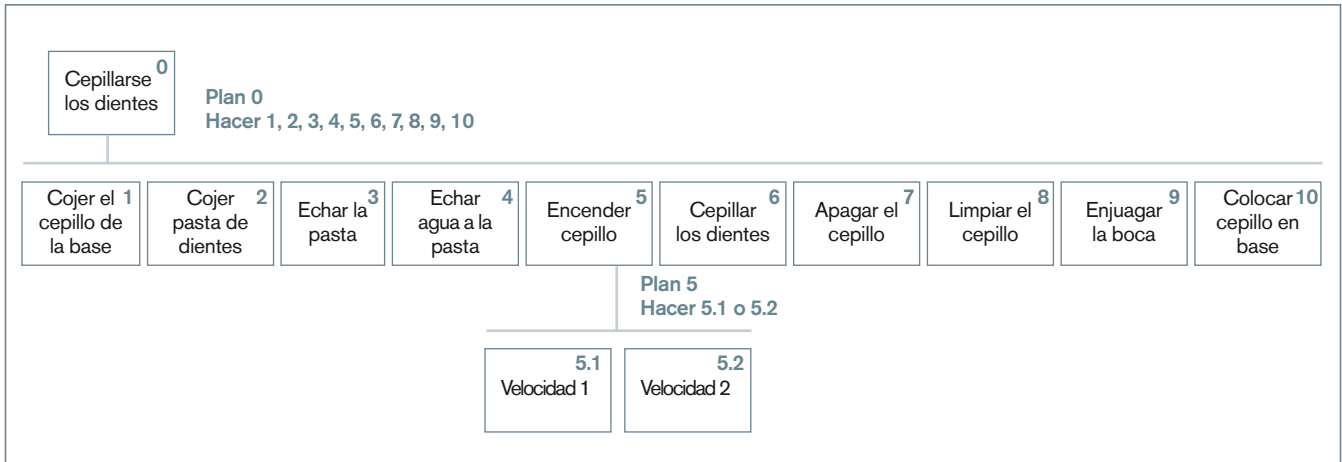 Cepillarse 0
los dientes
Plan 0
Hacer 1, 2, 3, 4, 5, 6, 7, 8, 9, 10
Cojer el 1
cepillo de
la base
Cojer 2
pasta de
dientes
Echar la 3
pasta
Echar 4
agua a la
pasta
Encender 5
cepillo
Cepillar 6
los dientes
Apagar el 7
cepillo
Limpiar el 8
cepillo
Enjuagar 9
la boca
Colocar 10
cepillo en
base
Plan 5
Hacer 5.1 o 5.2
5.1
Velocidad 1
5.2
Velocidad 2